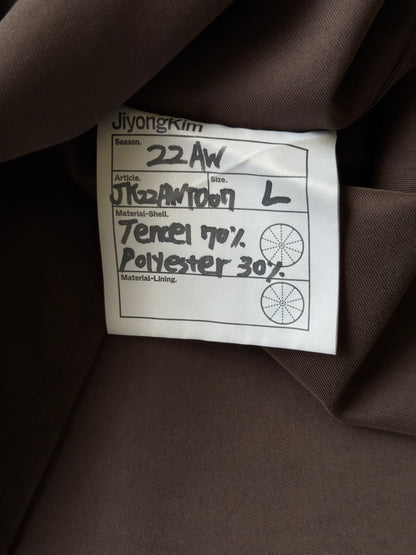 JiyongKim
Season.
22AW
Article. Size.
JK22AWT007 L
Material-Shell.
Tencel 70%
Polyester 30%
Material-Lining.